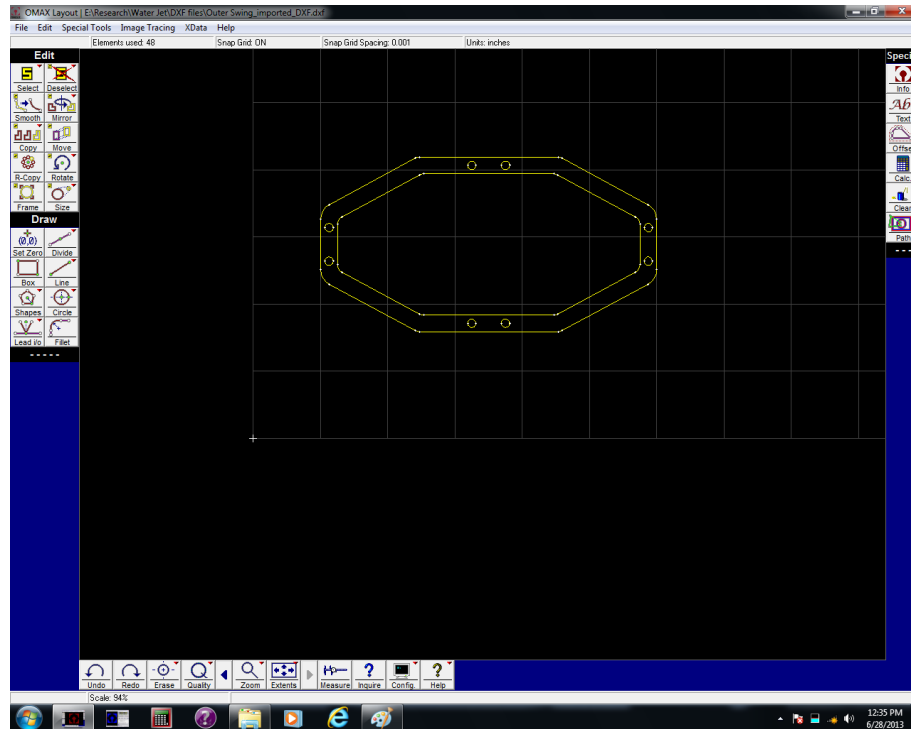 OMAX Layout | E:\Research\Water Jet\DXF files\Outer Swing_imported_DXF.dxf
File Edit Special Tools Image Tracing XData Help
Elements used: 48 Snap Grid: ON Snap Grid Spacing: 0.001 Units: inches
Edit Speci
Select Deselect Info
Smooth Mirror Text
Copy Move Offse
R-Copy Rotate Calc.
Frame Size Clean
Draw Path
Set Zero Divide
Box Line
Shapes Circle
Lead i/o Fillet
Undo Redo Erase Quality Zoom Extents Measure Inquire Config. Help
Scale: 94%
12:35 PM
6/28/2013